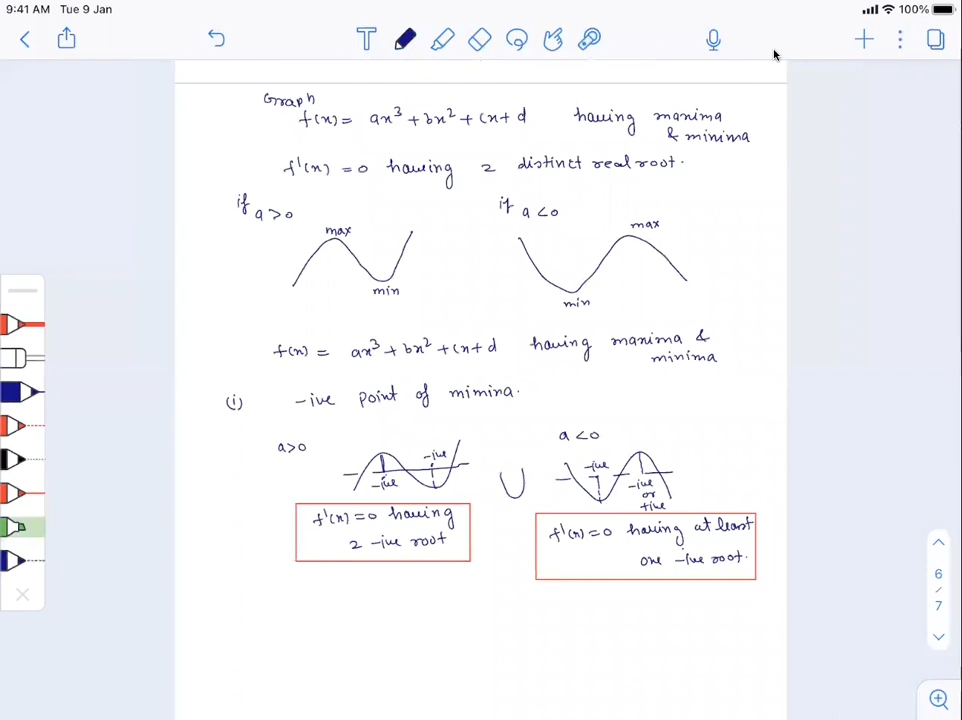 9:41 AM Tue 9 Jan
100%
T
Graph
f(x) = ax³ + bx² + cx + d having maxima
& minima
f'(x) = 0 having 2 distinct real root.
if a > 0
if a < 0
max
min
max
min
f(x) = ax³ + bx² + cx + d having maxima &
minima
(i) -ive point of mimina.
a > 0
a < 0
-ive
-ive
-ive
-ive
or
+ive
U
f'(x) = 0 having
2 -ive root
f'(x) = 0 having at least
one -ive root.
6
/
7